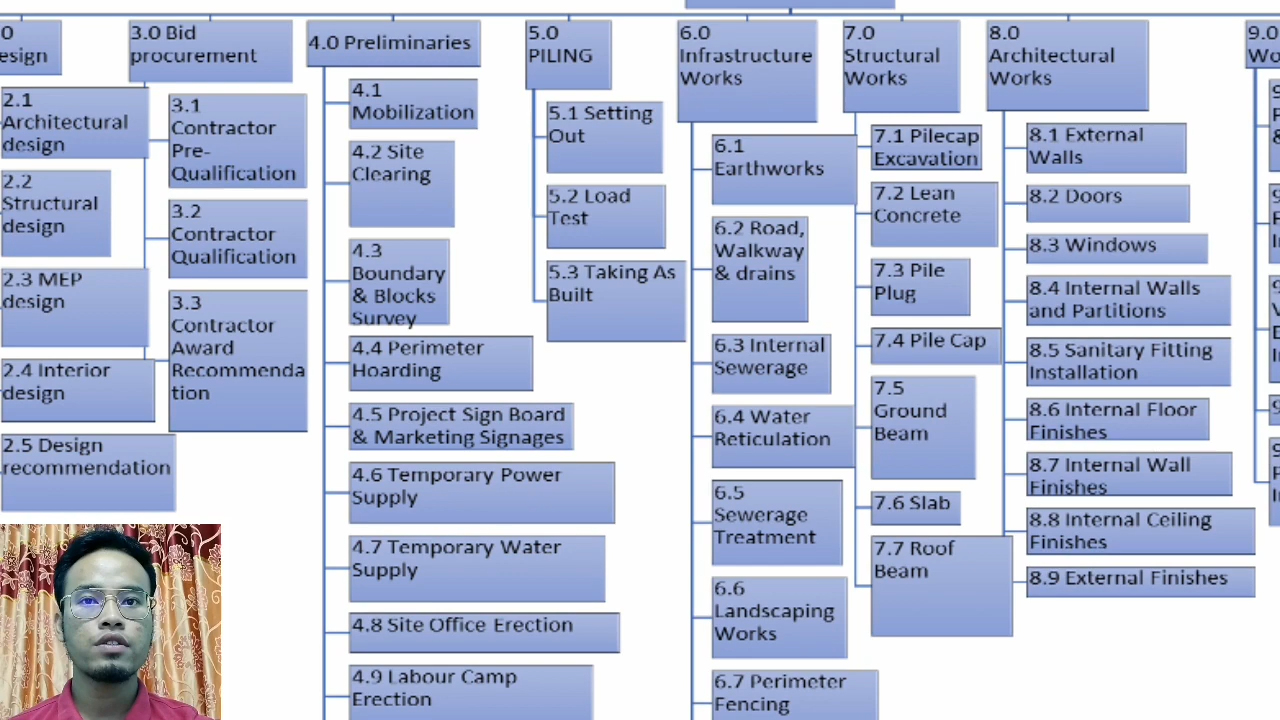 0
esign
2.1
Architectural
design
2.2
Structural
design
2.3 MEP
design
2.4 Interior
design
2.5 Design
recommendation
3.0 Bid
procurement
3.1
Contractor
Pre-
Qualification
3.2
Contractor
Qualification
3.3
Contractor
Award
Recommenda
tion
4.0 Preliminaries
4.1
Mobilization
4.2 Site
Clearing
4.3
Boundary
& Blocks
Survey
4.4 Perimeter
Hoarding
4.5 Project Sign Board
& Marketing Signages
4.6 Temporary Power
Supply
4.7 Temporary Water
Supply
4.8 Site Office Erection
4.9 Labour Camp
Erection
5.0
PILING
5.1 Setting
Out
5.2 Load
Test
5.3 Taking As
Built
6.0
Infrastructure
Works
6.1
Earthworks
6.2 Road,
Walkway
& drains
6.3 Internal
Sewerage
6.4 Water
Reticulation
6.5
Sewerage
Treatment
6.6
Landscaping
Works
6.7 Perimeter
Fencing
7.0
Structural
Works
7.1 Pilecap
Excavation
7.2 Lean
Concrete
7.3 Pile
Plug
7.4 Pile Cap
7.5
Ground
Beam
7.6 Slab
7.7 Roof
Beam
8.0
Architectural
Works
8.1 External
Walls
8.2 Doors
8.3 Windows
8.4 Internal Walls
and Partitions
8.5 Sanitary Fitting
Installation
8.6 Internal Floor
Finishes
8.7 Internal Wall
Finishes
8.8 Internal Ceiling
Finishes
8.9 External Finishes
9.0
Wo